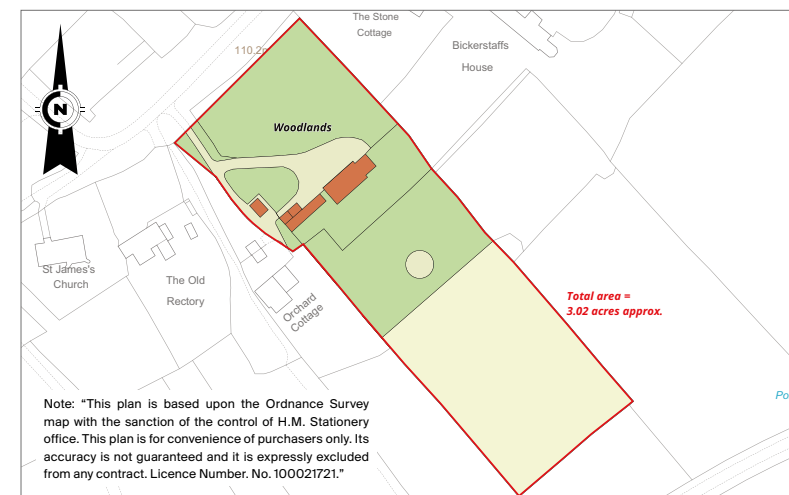 The Stone
Cottage
110.2m
Bickerstaffs
House
N
Woodlands
St James's
Church
The Old
Rectory
Orchard
Cottage
Total area =
3.02 acres approx.
Po
Note: “This plan is based upon the Ordnance Survey
map with the sanction of the control of H.M. Stationery
office. This plan is for convenience of purchasers only. Its
accuracy is not guaranteed and it is expressly excluded
from any contract. Licence Number. No. 100021721.”